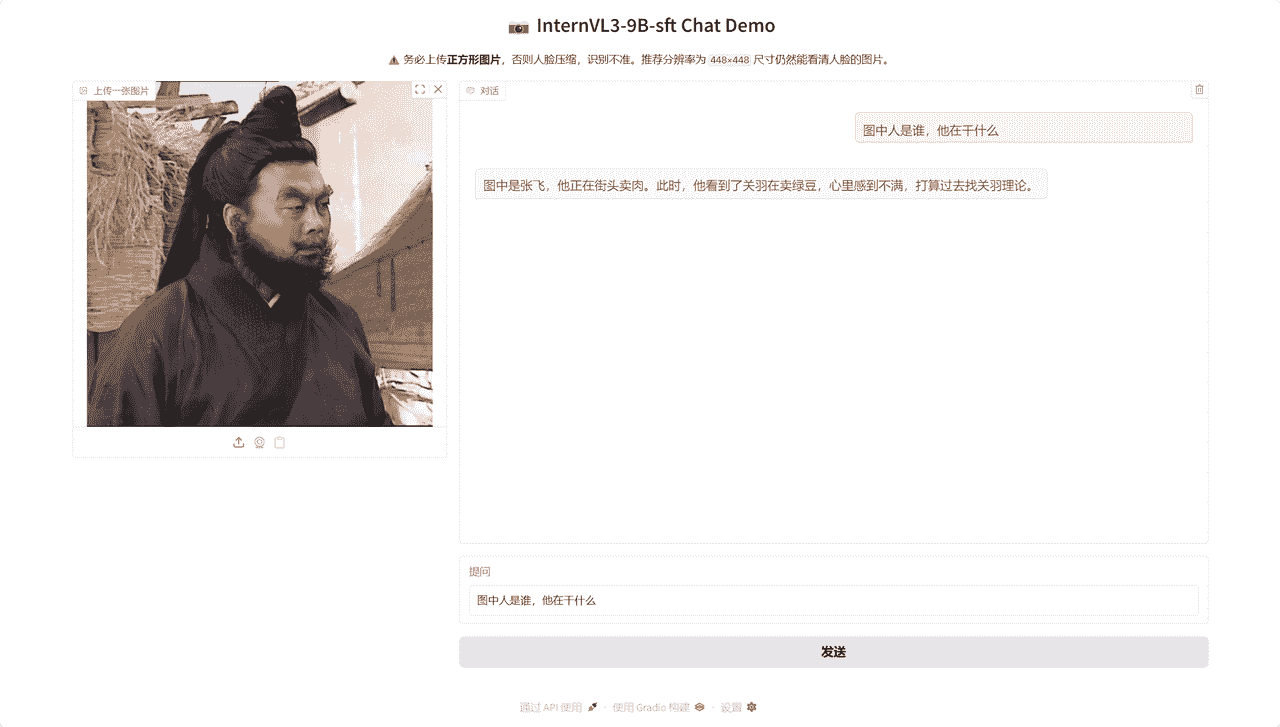 InternVL3-9B-sft Chat Demo
务必上传正方形图片，否则人脸压缩，识别不准。推荐分辨率为 448×448 尺寸仍然能看清人脸的图片。
上传一张图片
对话
图中人是谁，他在干什么
图中是张飞，他正在街头卖肉。此时，他看到了关羽在卖绿豆，心里感到不满，打算过去找关羽理论。
提问
图中人是谁，他在干什么
发送
通过 API 使用 · 使用 Gradio 构建 · 设置